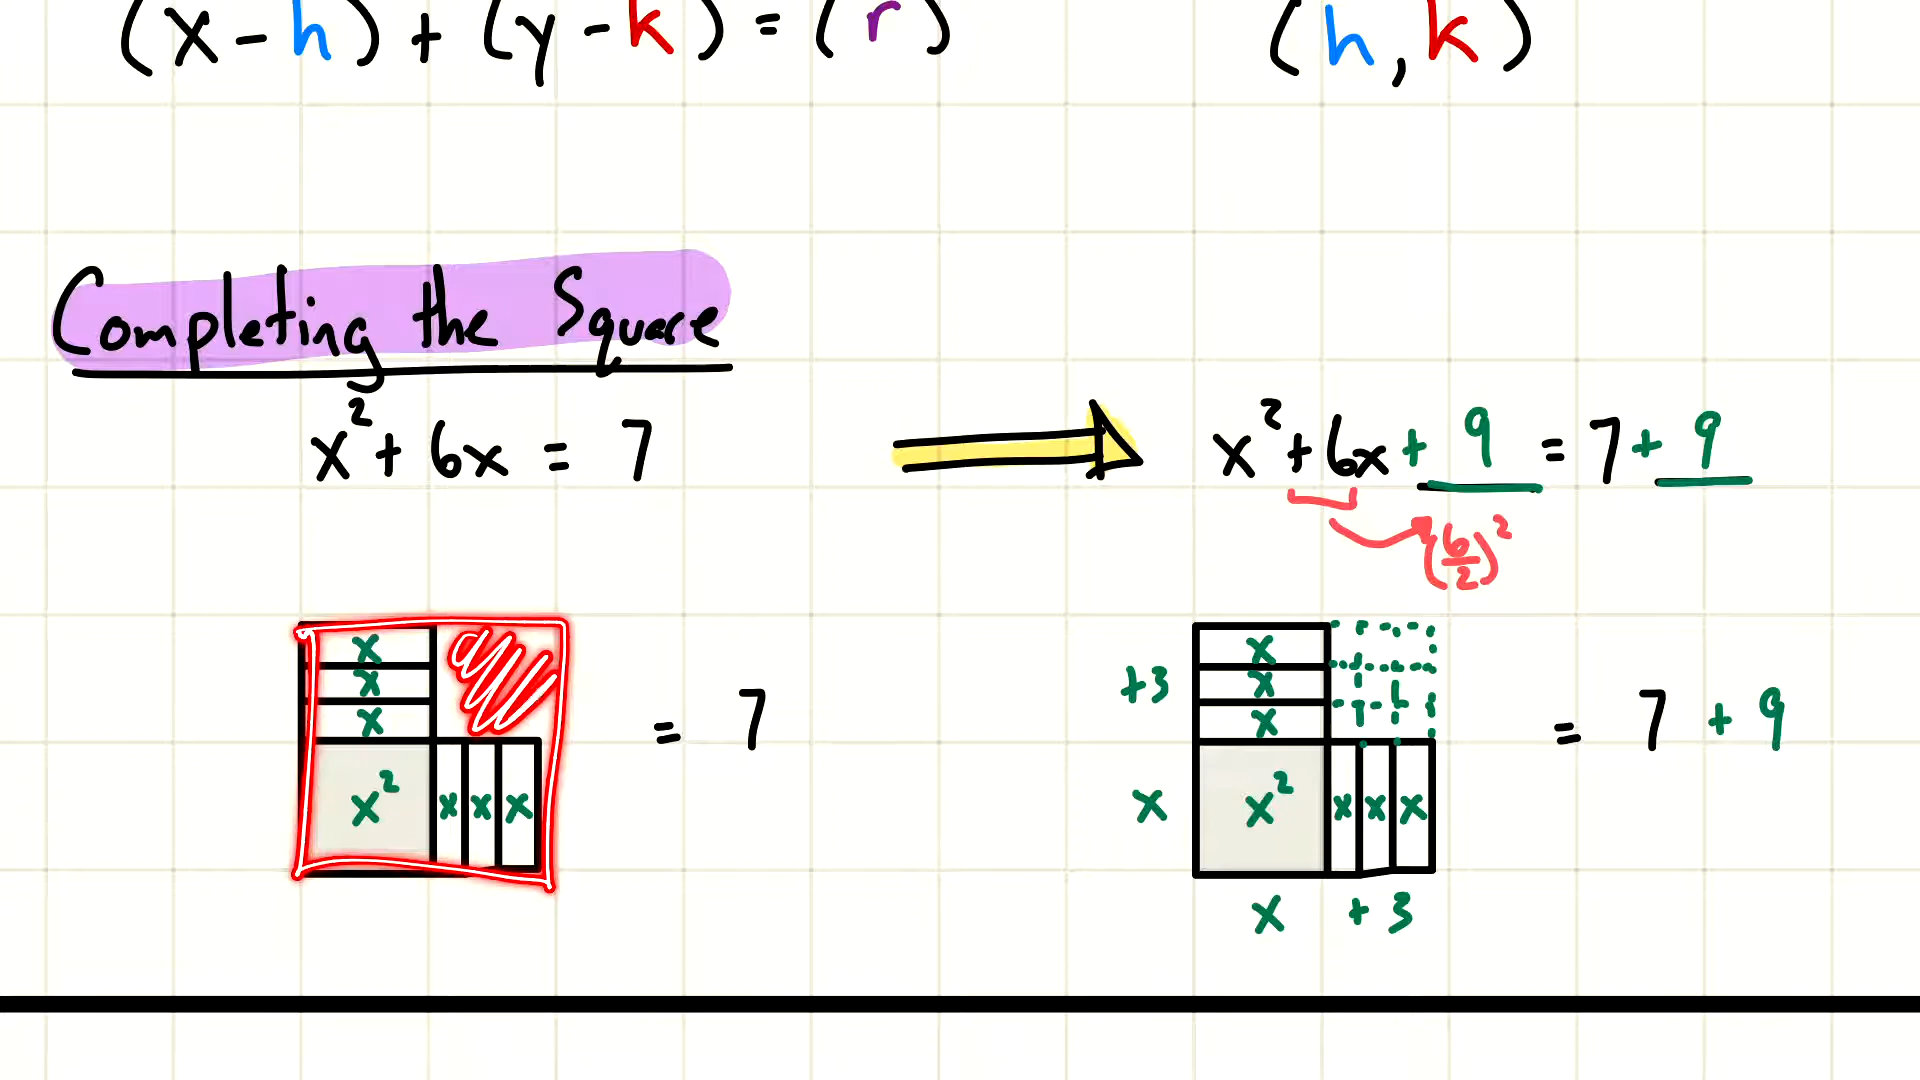 (x - h) + (y - k) = (r)
(h, k)
Completing the Square
x² + 6x = 7
x² + 6x + 9 = 7 + 9
(6/2)²
x
x
x
x² x x x
= 7
+3
x
x
x
x
x² x x x
x + 3
= 7 + 9